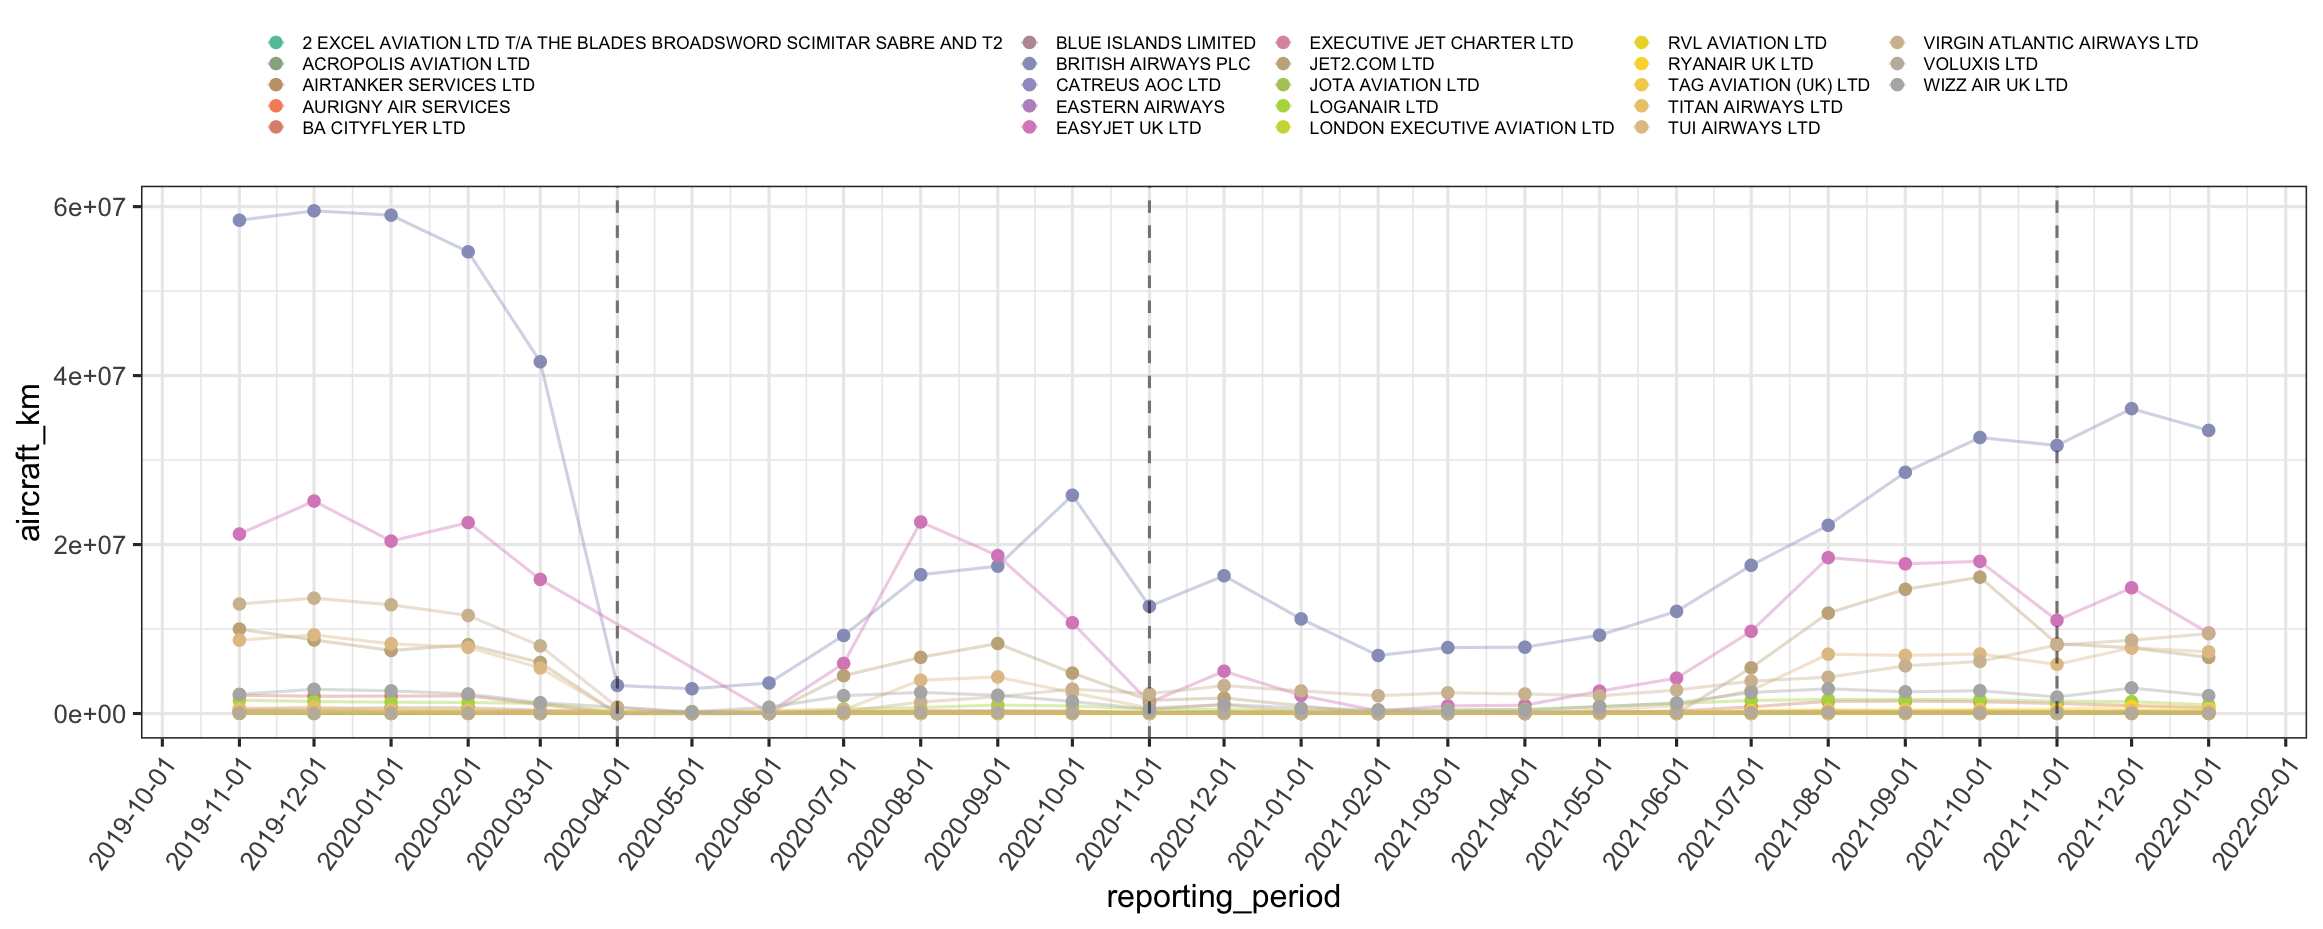 2 EXCEL AVIATION LTD T/A THE BLADES BROADSWORD SCIMITAR SABRE AND T2
ACROPOLIS AVIATION LTD
AIRTANKER SERVICES LTD
AURIGNY AIR SERVICES
BA CITYFLYER LTD
BLUE ISLANDS LIMITED
BRITISH AIRWAYS PLC
CATREUS AOC LTD
EASTERN AIRWAYS
EASYJET UK LTD
EXECUTIVE JET CHARTER LTD
JET2.COM LTD
JOTA AVIATION LTD
LOGANAIR LTD
LONDON EXECUTIVE AVIATION LTD
RVL AVIATION LTD
RYANAIR UK LTD
TAG AVIATION (UK) LTD
TITAN AIRWAYS LTD
TUI AIRWAYS LTD
VIRGIN ATLANTIC AIRWAYS LTD
VOLUXIS LTD
WIZZ AIR UK LTD
aircraft_km
6e+07
4e+07
2e+07
0e+00
2019-10-01
2019-11-01
2019-12-01
2020-01-01
2020-02-01
2020-03-01
2020-04-01
2020-05-01
2020-06-01
2020-07-01
2020-08-01
2020-09-01
2020-10-01
2020-11-01
2020-12-01
2021-01-01
2021-02-01
2021-03-01
2021-04-01
2021-05-01
2021-06-01
2021-07-01
2021-08-01
2021-09-01
2021-10-01
2021-11-01
2021-12-01
2022-01-01
2022-02-01
reporting_period